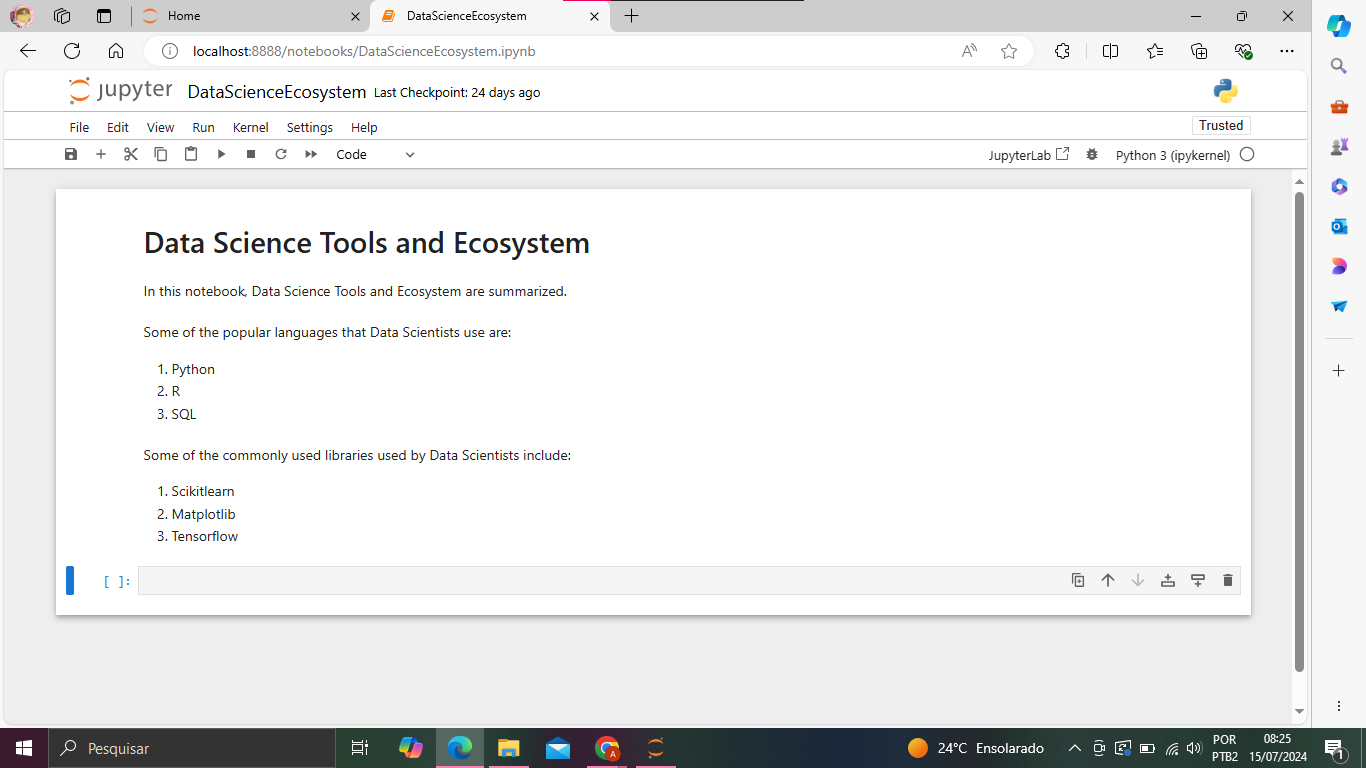 Home
DataScienceEcosystem
localhost:8888/notebooks/DataScienceEcosystem.ipynb
jupyter DataScienceEcosystem Last Checkpoint: 24 days ago
File Edit View Run Kernel Settings Help
Trusted
Code
JupyterLab
Python 3 (ipykernel)
Data Science Tools and Ecosystem
In this notebook, Data Science Tools and Ecosystem are summarized.
Some of the popular languages that Data Scientists use are:
1. Python
2. R
3. SQL
Some of the commonly used libraries used by Data Scientists include:
1. Scikitlearn
2. Matplotlib
3. Tensorflow
[ ]:
Pesquisar
24°C Ensolarado
POR
PTB2
08:25
15/07/2024
1